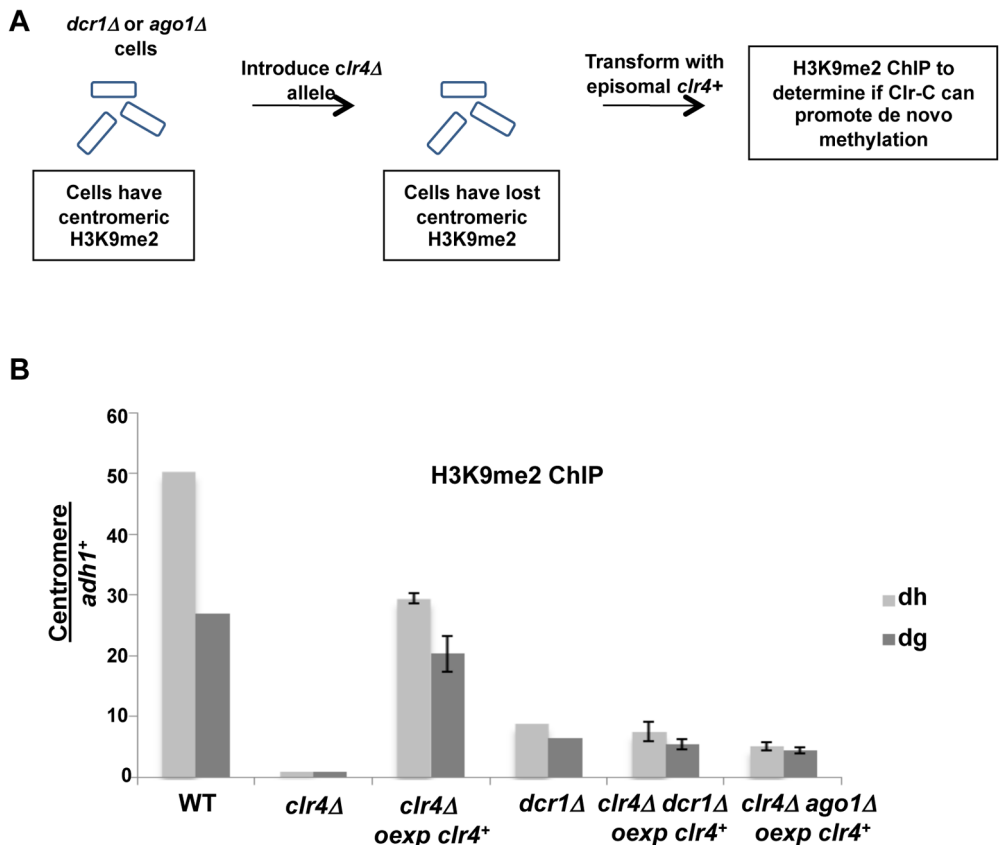 A
dcr1Δ or ago1Δ
cells
Introduce clr4Δ
allele
Transform with
episomal clr4+
H3K9me2 ChIP to
determine if Clr-C can
promote de novo
methylation
Cells have
centromeric
H3K9me2
Cells have lost
centromeric
H3K9me2
B
H3K9me2 ChIP
Centromere
adh1+
60
50
40
30
20
10
0
dh
dg
WT
clr4Δ
clr4Δ
oexp clr4+
dcr1Δ
clr4Δ dcr1Δ
oexp clr4+
clr4Δ ago1Δ
oexp clr4+